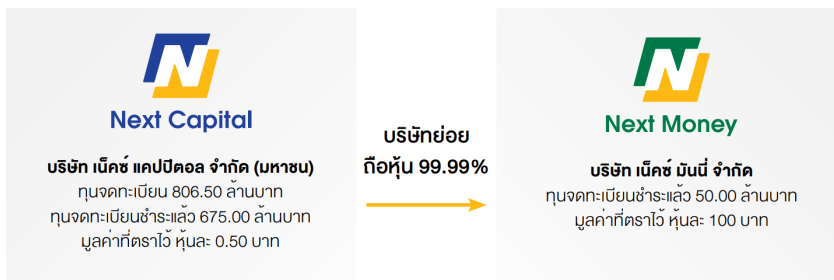 Next Capital
บริษัท เน็คซ์ แคปปิตอล จำกัด (มหาชน)
ทุนจดทะเบียน 806.50 ล้านบาท
ทุนจดทะเบียนชำระแล้ว 675.00 ล้านบาท
มูลค่าที่ตราไว้ หุ้นละ 0.50 บาท
บริษัทย่อย
ถือหุ้น 99.99%
Next Money
บริษัท เน็คซ์ มันนี่ จำกัด
ทุนจดทะเบียนชำระแล้ว 50.00 ล้านบาท
มูลค่าที่ตราไว้ หุ้นละ 100 บาท